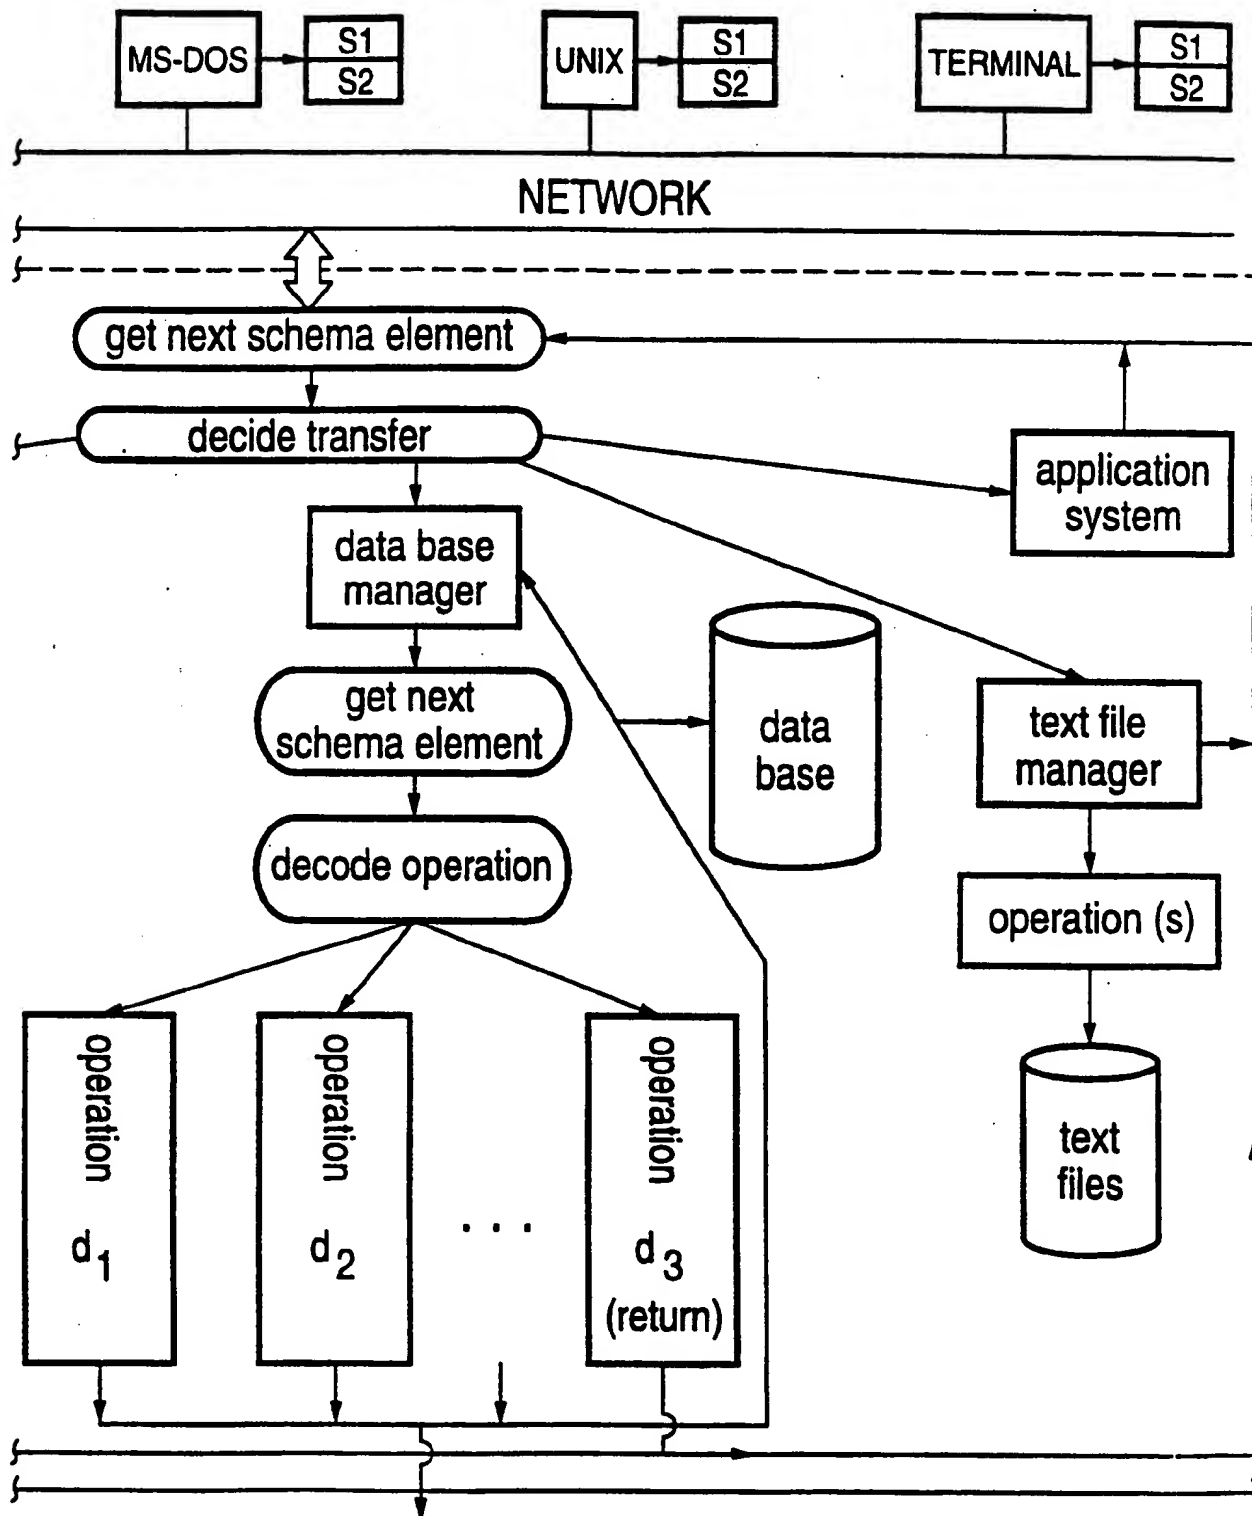 MS-DOS
S1
S2
UNIX
S1
S2
TERMINAL
S1
S2
NETWORK
get next schema element
decide transfer
application
system
data base
manager
get next
schema element
data
base
text file
manager
decode operation
operation (s)
operation
d1
operation
d2
. . .
operation
d3
(return)
text
files